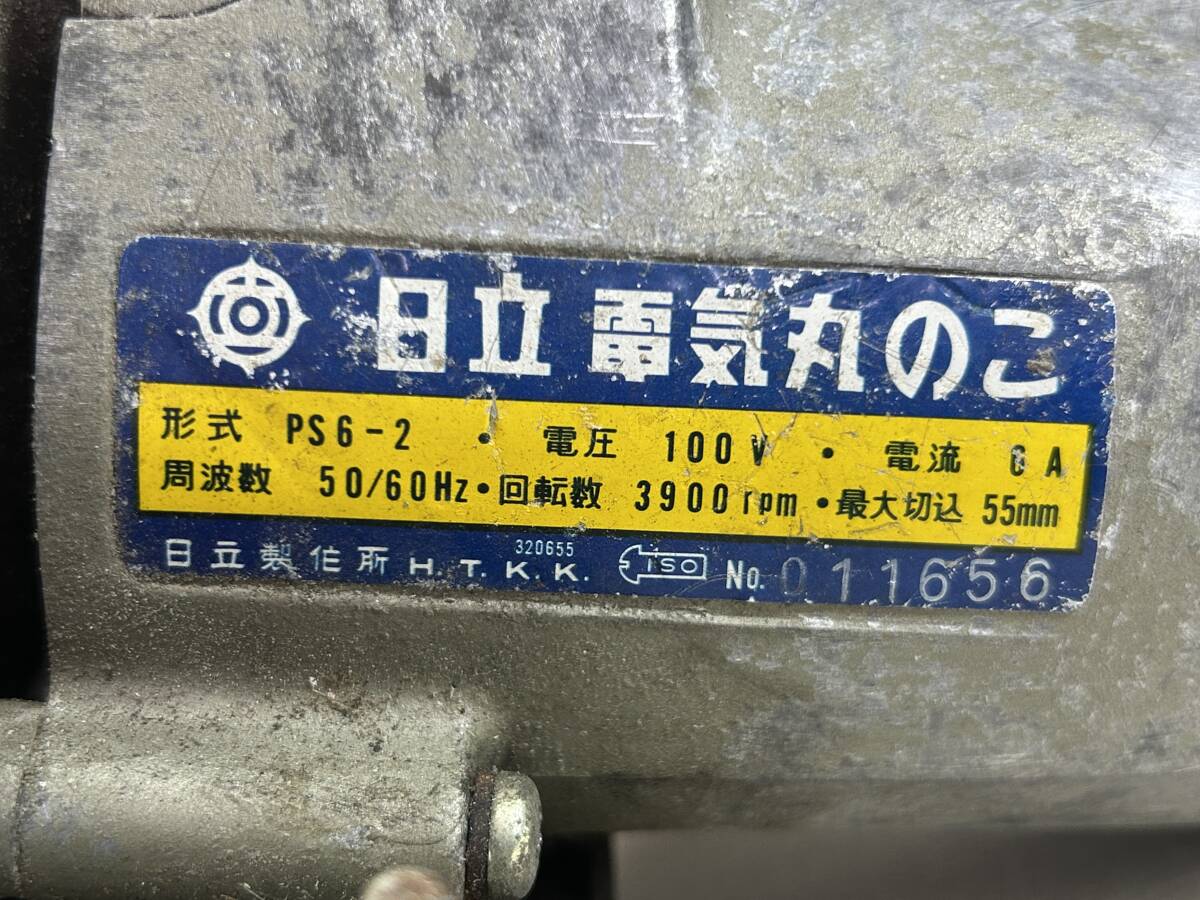 日立 電気丸のこ
形式 PS6-2 ・ 電圧 100V ・ 電流 A
周波数 50/60Hz・回転数 3900rpm・最大切込 55mm
日立製作所 H.T.K.K. 320655 ISO No. 011656